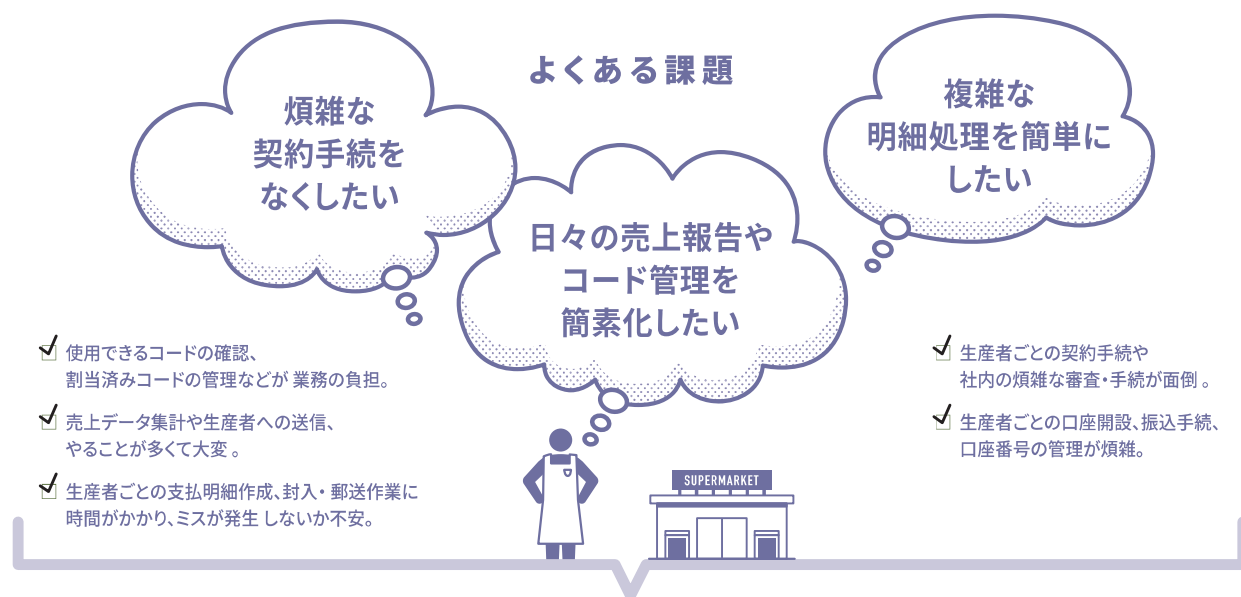 よくある課題
煩雑な
契約手続を
なくしたい
日々の売上報告や
コード管理を
簡素化したい
複雑な
明細処理を簡単に
したい
使用できるコードの確認、
割当済みコードの管理などが 業務の負担。
売上データ集計や生産者への送信、
やることが多くて大変 。
生産者ごとの支払明細作成、封入・郵送作業に
時間がかかり、ミスが発生 しないか不安。
生産者ごとの契約手続や
社内の煩雑な審査・手続が面倒 。
生産者ごとの口座開設、振込手続、
口座番号の管理が煩雑。
SUPERMARKET